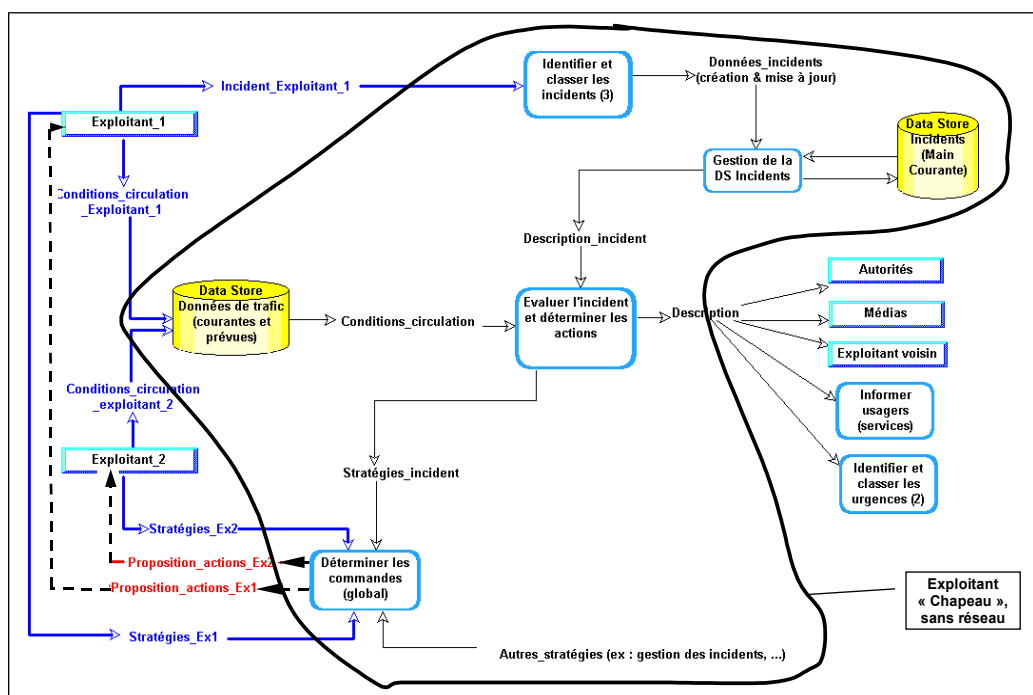 Identifier et
classer les
incidents (3)
Données_incidents
(création & mise à jour)
Incident_Exploitant_1
Exploitant_1
Data Store
Incidents
(Main
Courante)
Gestion de la
DS Incidents
Conditions_circulation
_Exploitant_1
Description_incident
Autorités
Data Store
Données de trafic
(courantes et
prévues)
Conditions_circulation
Evaluer l'incident
et déterminer les
actions
Description
Médias
Exploitant voisin
Conditions_circulation
_exploitant_2
Informer
usagers
(services)
Exploitant_2
Stratégies_incident
Identifier et
classer les
urgences (2)
Stratégies_Ex2
Proposition_actions_Ex2
Proposition_actions_Ex1
Déterminer les
commandes
(global)
Exploitant
« Chapeau »,
sans réseau
Stratégies_Ex1
Autres_stratégies (ex : gestion des incidents, ...)